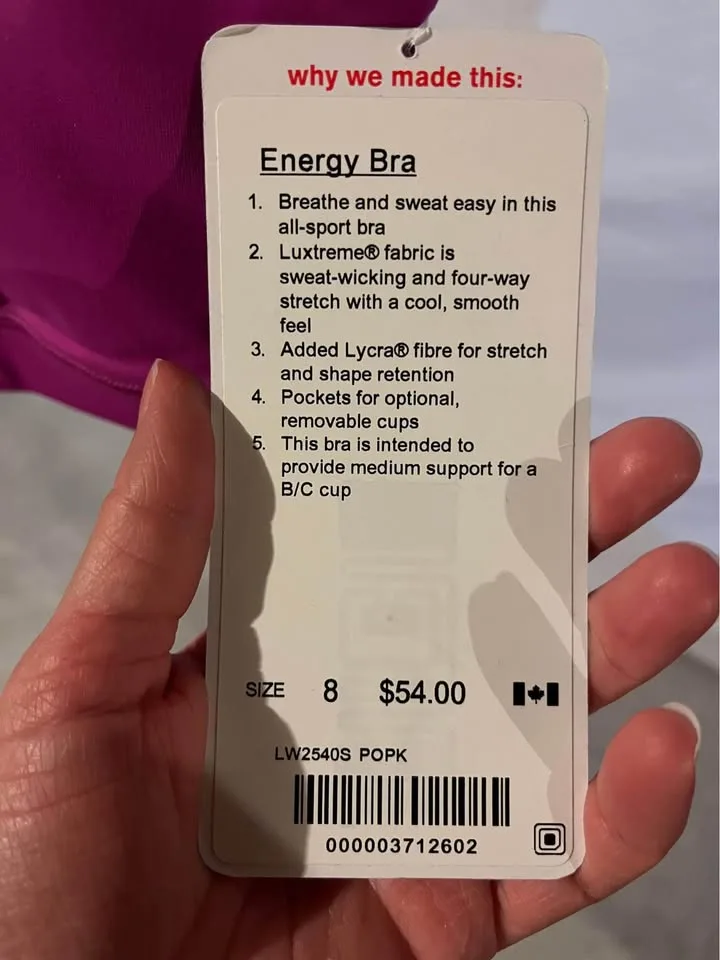 why we made this:
Energy Bra
1. Breathe and sweat easy in this
all-sport bra
2. Luxtreme® fabric is
sweat-wicking and four-way
stretch with a cool, smooth
feel
3. Added Lycra® fibre for stretch
and shape retention
4. Pockets for optional,
removable cups
5. This bra is intended to
provide medium support for a
B/C cup
SIZE 8 $54.00
LW2540S POPK
000003712602